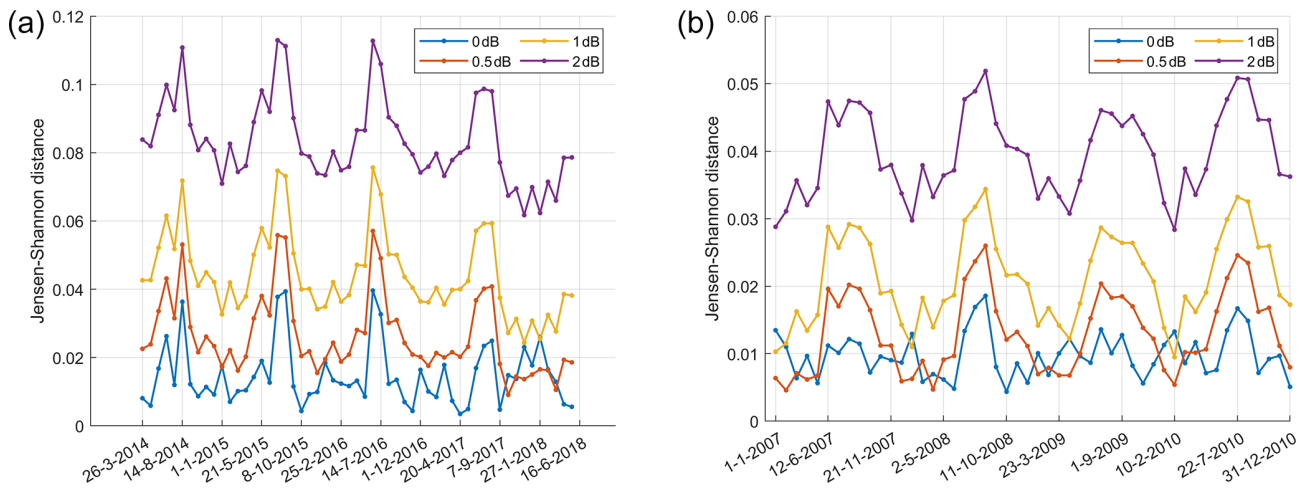 (a)
0.12
0.1
0.08
0.06
0.04
0.02
0
Jensen-Shannon distance
0 dB 1 dB
0.5 dB 2 dB
26-3-2014 14-8-2014 1-1-2015 21-5-2015 8-10-2015 25-2-2016 14-7-2016 1-12-2016 20-4-2017 7-9-2017 27-1-2018 16-6-2018
(b)
0.06
0.05
0.04
0.03
0.02
0.01
0
Jensen-Shannon distance
0 dB 1 dB
0.5 dB 2 dB
1-1-2007 12-6-2007 21-11-2007 2-5-2008 11-10-2008 23-3-2009 1-9-2009 10-2-2010 22-7-2010 31-12-2010